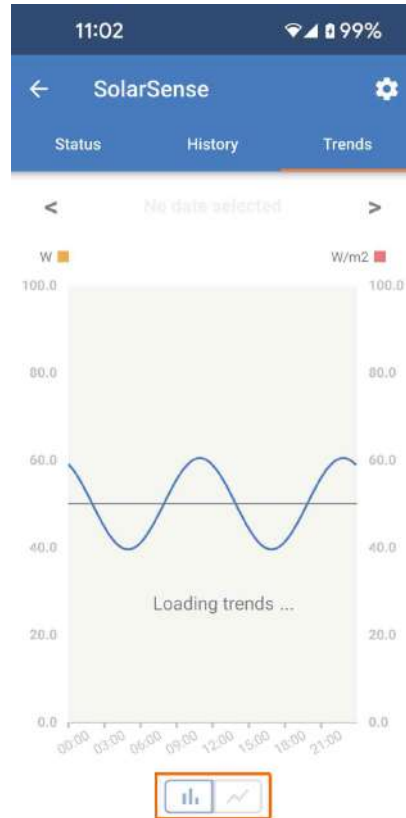 11:02 99%
SolarSense
Status History Trends
< No date selected >
W W/m2
100.0 100.0
80.0 80.0
60.0 60.0
40.0 40.0
Loading trends ...
20.0 20.0
0.0 0.0
00:00 03:00 06:00 09:00 12:00 15:00 18:00 21:00